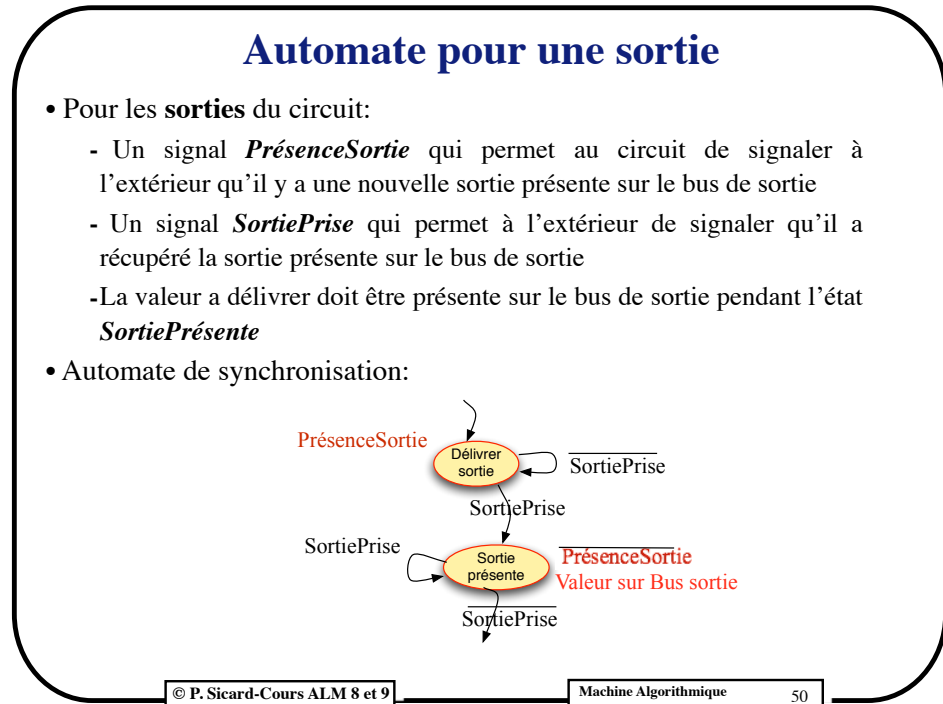 Automate pour une sortie
• Pour les sorties du circuit:
- Un signal PrésenceSortie qui permet au circuit de signaler à
l'extérieur qu'il y a une nouvelle sortie présente sur le bus de sortie
- Un signal SortiePrise qui permet à l'extérieur de signaler qu'il a
récupéré la sortie présente sur le bus de sortie
-La valeur a délivrer doit être présente sur le bus de sortie pendant l'état
SortiePrésente
• Automate de synchronisation:
PrésenceSortie
Délivrer
sortie
SortiePrise
SortiePrise
SortiePrise
Sortie
présente
PrésenceSortie
Valeur sur Bus sortie
SortiePrise
© P. Sicard-Cours ALM 8 et 9
Machine Algorithmique
50